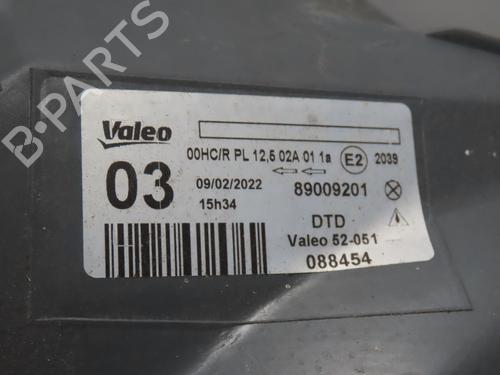 Valeo
00HC/R PL 12,5 02A 01 1a E2 2039
03
09/02/2022 89009201
15h34
DTD
Valeo 52-051
088454
B-PARTS